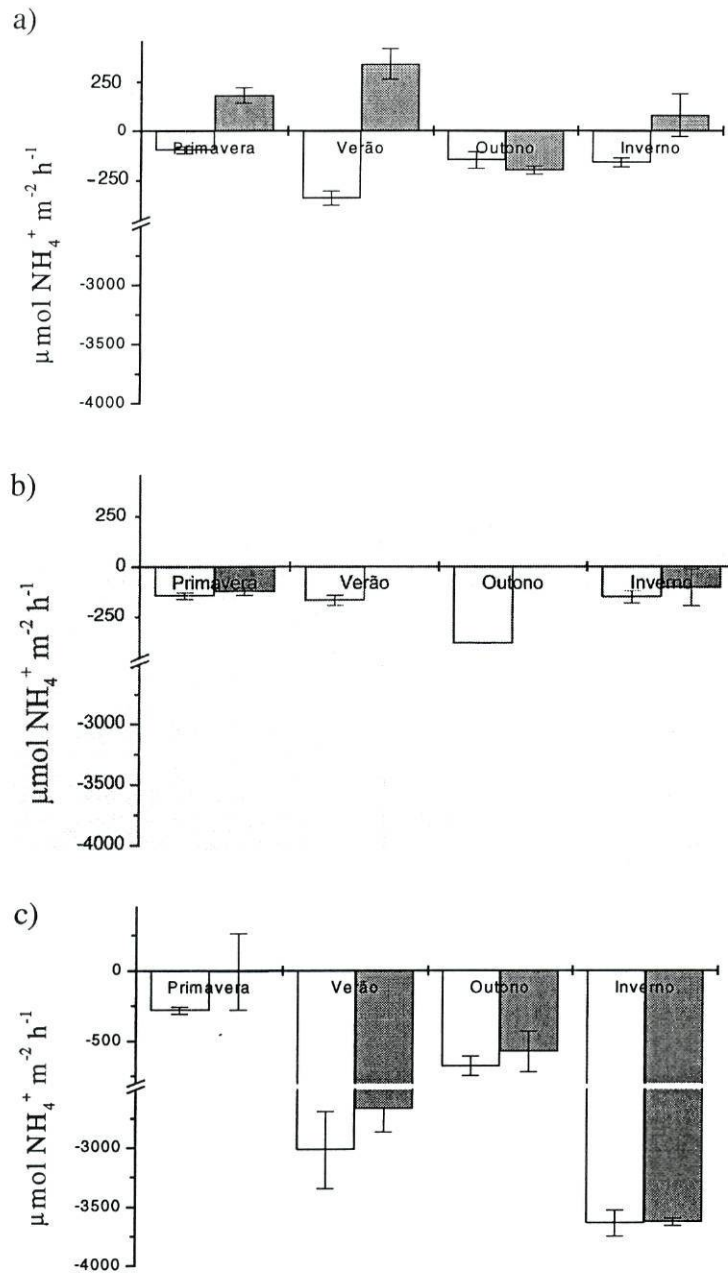 a)
μmol NH₄⁺ m⁻² h⁻¹
250
0
-250
-3000
-3500
-4000
Primavera
Verão
Outono
Inverno
b)
μmol NH₄⁺ m⁻² h⁻¹
250
0
-250
-3000
-3500
-4000
Primavera
Verão
Outono
Inverno
c)
μmol NH₄⁺ m⁻² h⁻¹
0
-500
-3000
-3500
-4000
Primavera
Verão
Outono
Inverno